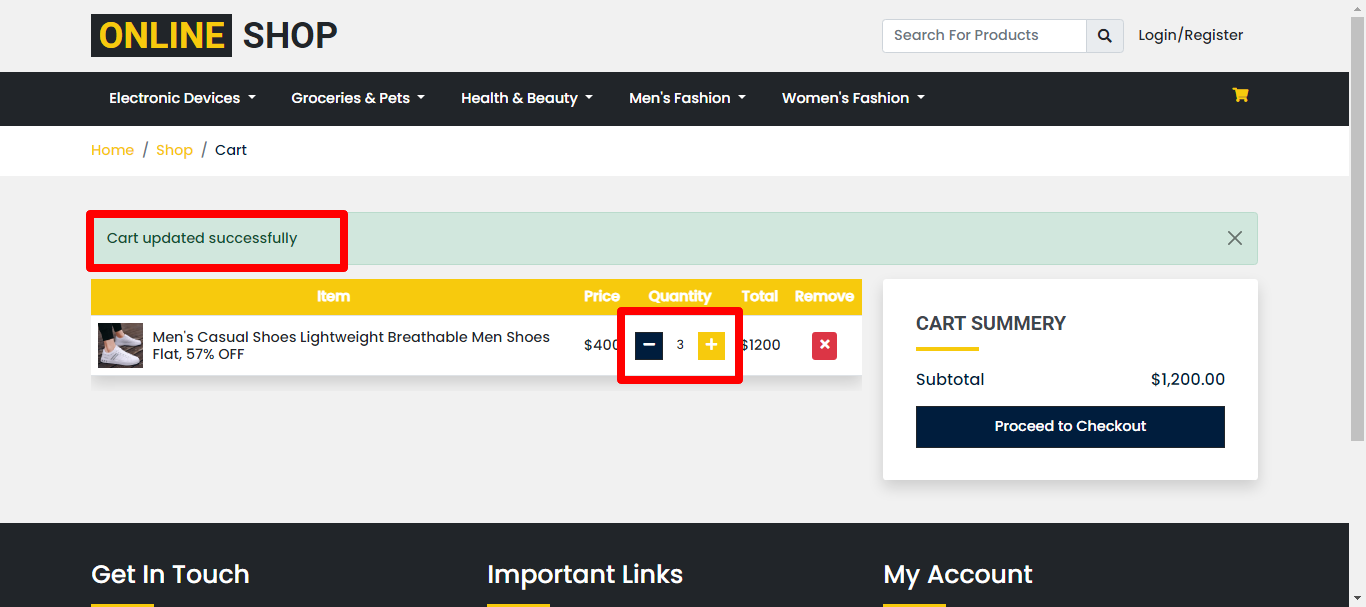 ONLINE SHOP
Search For Products
Login/Register
Electronic Devices
Groceries & Pets
Health & Beauty
Men's Fashion
Women's Fashion
Home / Shop / Cart
Cart updated successfully
Item Price Quantity Total Remove
Men's Casual Shoes Lightweight Breathable Men Shoes
Flat, 57% OFF
$400
3
$1200
CART SUMMERY
Subtotal $1,200.00
Proceed to Checkout
Get In Touch
Important Links
My Account